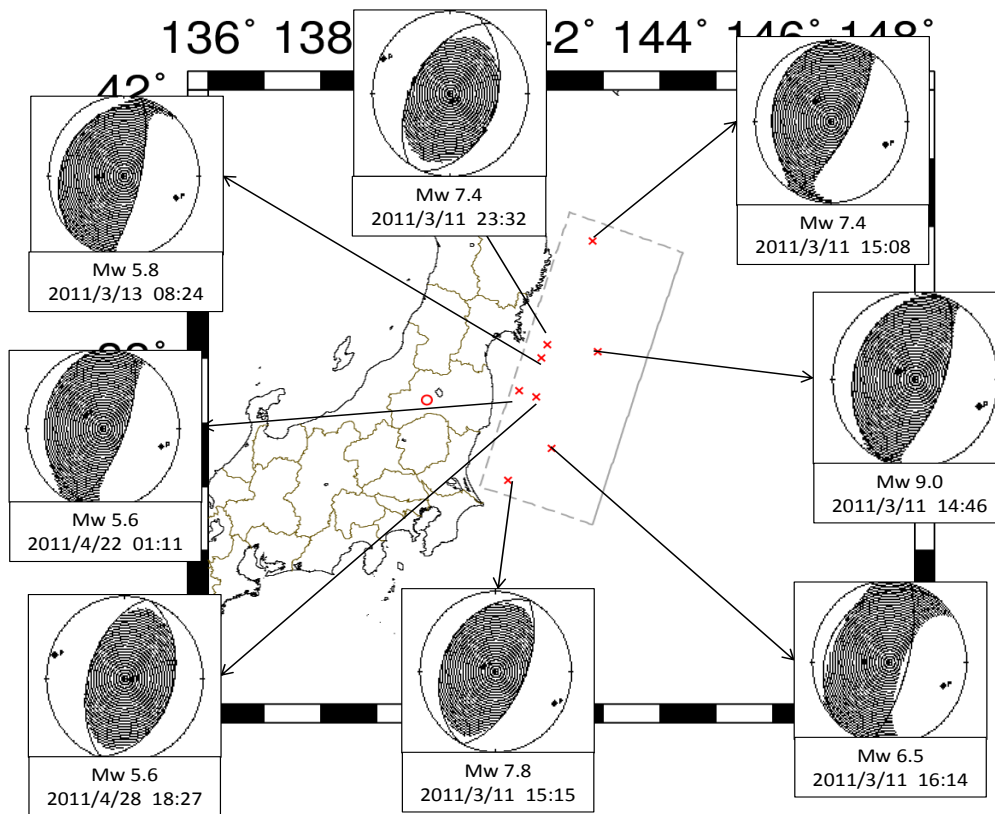 136° 138° 42° 144° 146° 148°
42°
Mw 7.4
2011/3/11 23:32
Mw 7.4
2011/3/11 15:08
Mw 5.8
2011/3/13 08:24
Mw 9.0
2011/3/11 14:46
Mw 5.6
2011/4/22 01:11
Mw 5.6
2011/4/28 18:27
Mw 7.8
2011/3/11 15:15
Mw 6.5
2011/3/11 16:14